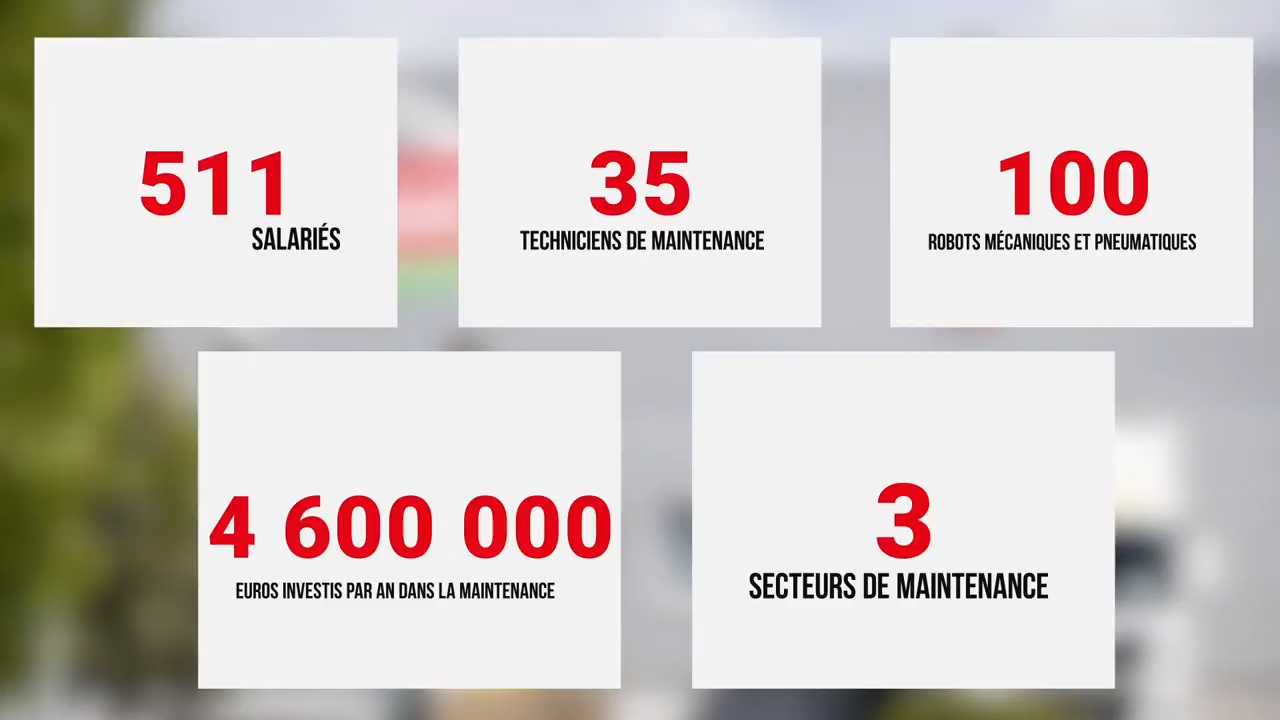 511
SALARIÉS
35
TECHNICIENS DE MAINTENANCE
100
ROBOTS MÉCANIQUES ET PNEUMATIQUES
4 600 000
EUROS INVESTIS PAR AN DANS LA MAINTENANCE
3
SECTEURS DE MAINTENANCE